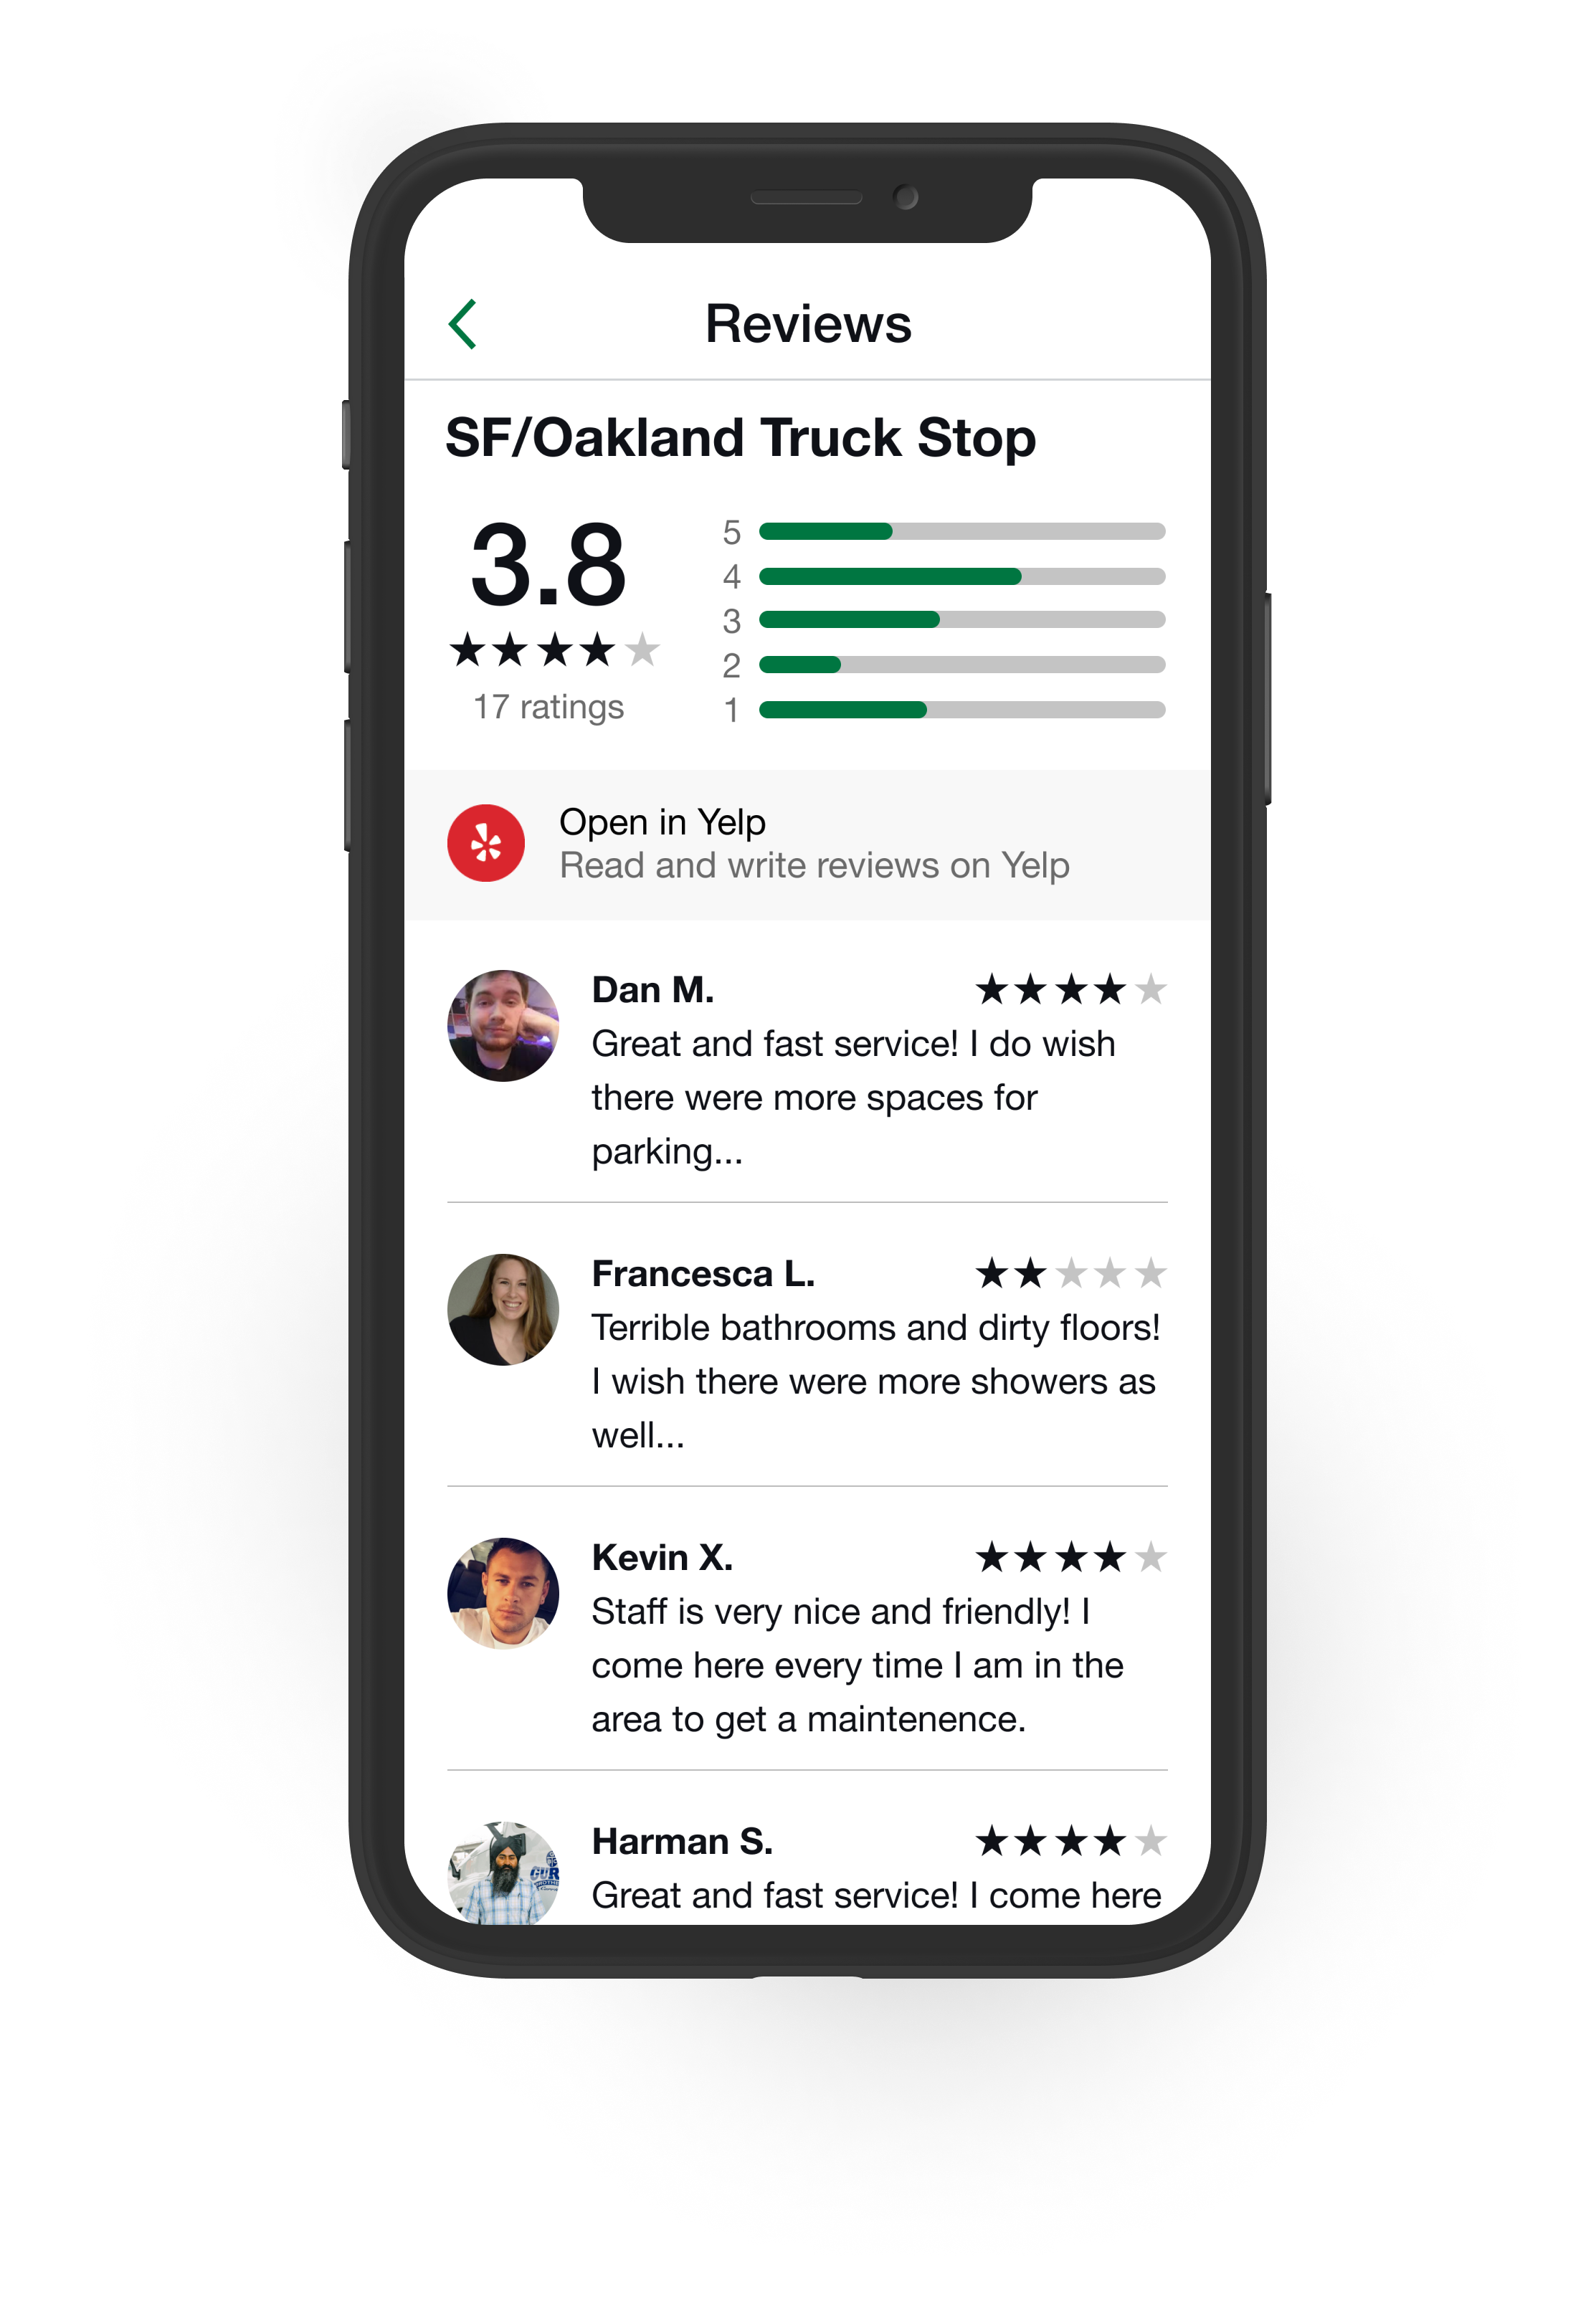 Reviews
SF/Oakland Truck Stop
3.8
17 ratings
5
4
3
2
1
Open in Yelp
Read and write reviews on Yelp
Dan M.
Great and fast service! I do wish
there were more spaces for
parking...
Francesca L.
Terrible bathrooms and dirty floors!
I wish there were more showers as
well...
Kevin X.
Staff is very nice and friendly! I
come here every time I am in the
area to get a maintenence.
Harman S.
Great and fast service! I come here